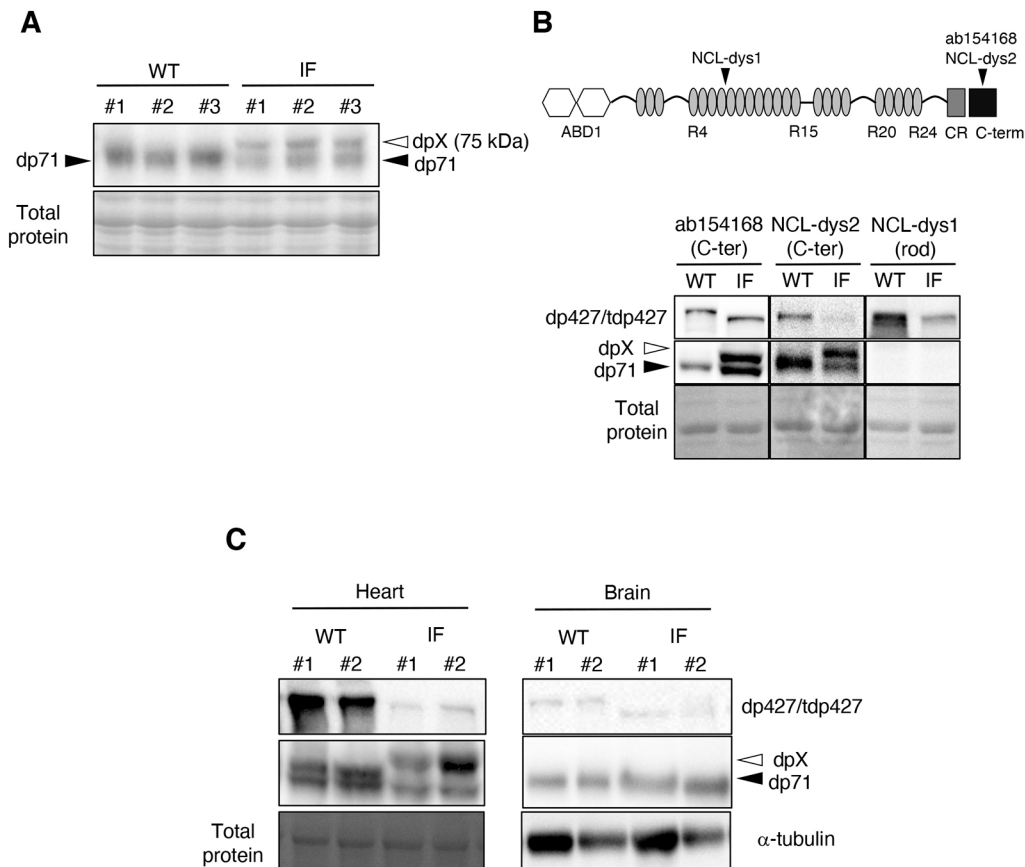 A
WT IF
#1 #2 #3 #1 #2 #3
dpX (75 kDa)
dp71 dp71
Total
protein
B
ab154168
NCL-dys1 NCL-dys2
ABD1 R4 R15 R20 R24 CR C-term
ab154168 NCL-dys2 NCL-dys1
(C-ter) (C-ter) (rod)
WT IF WT IF WT IF
dp427/tdp427
dpX
dp71
Total
protein
C
Heart Brain
WT IF WT IF
#1 #2 #1 #2 #1 #2 #1 #2
dp427/tdp427
dpX
dp71
Total
protein
α-tubulin